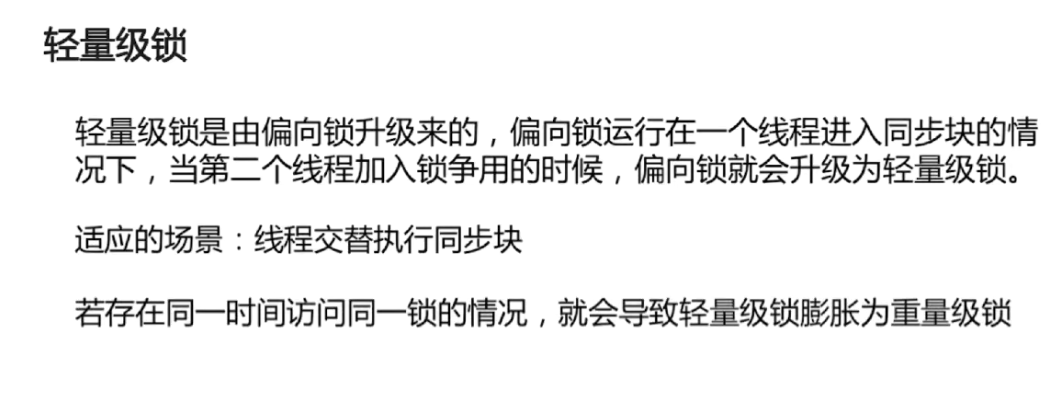 轻量级锁
轻量级锁是由偏向锁升级来的，偏向锁运行在一个线程进入同步块的情
况下，当第二个线程加入锁争用的时候，偏向锁就会升级为轻量级锁。
适应的场景：线程交替执行同步块
若存在同一时间访问同一锁的情况，就会导致轻量级锁膨胀为重量级锁